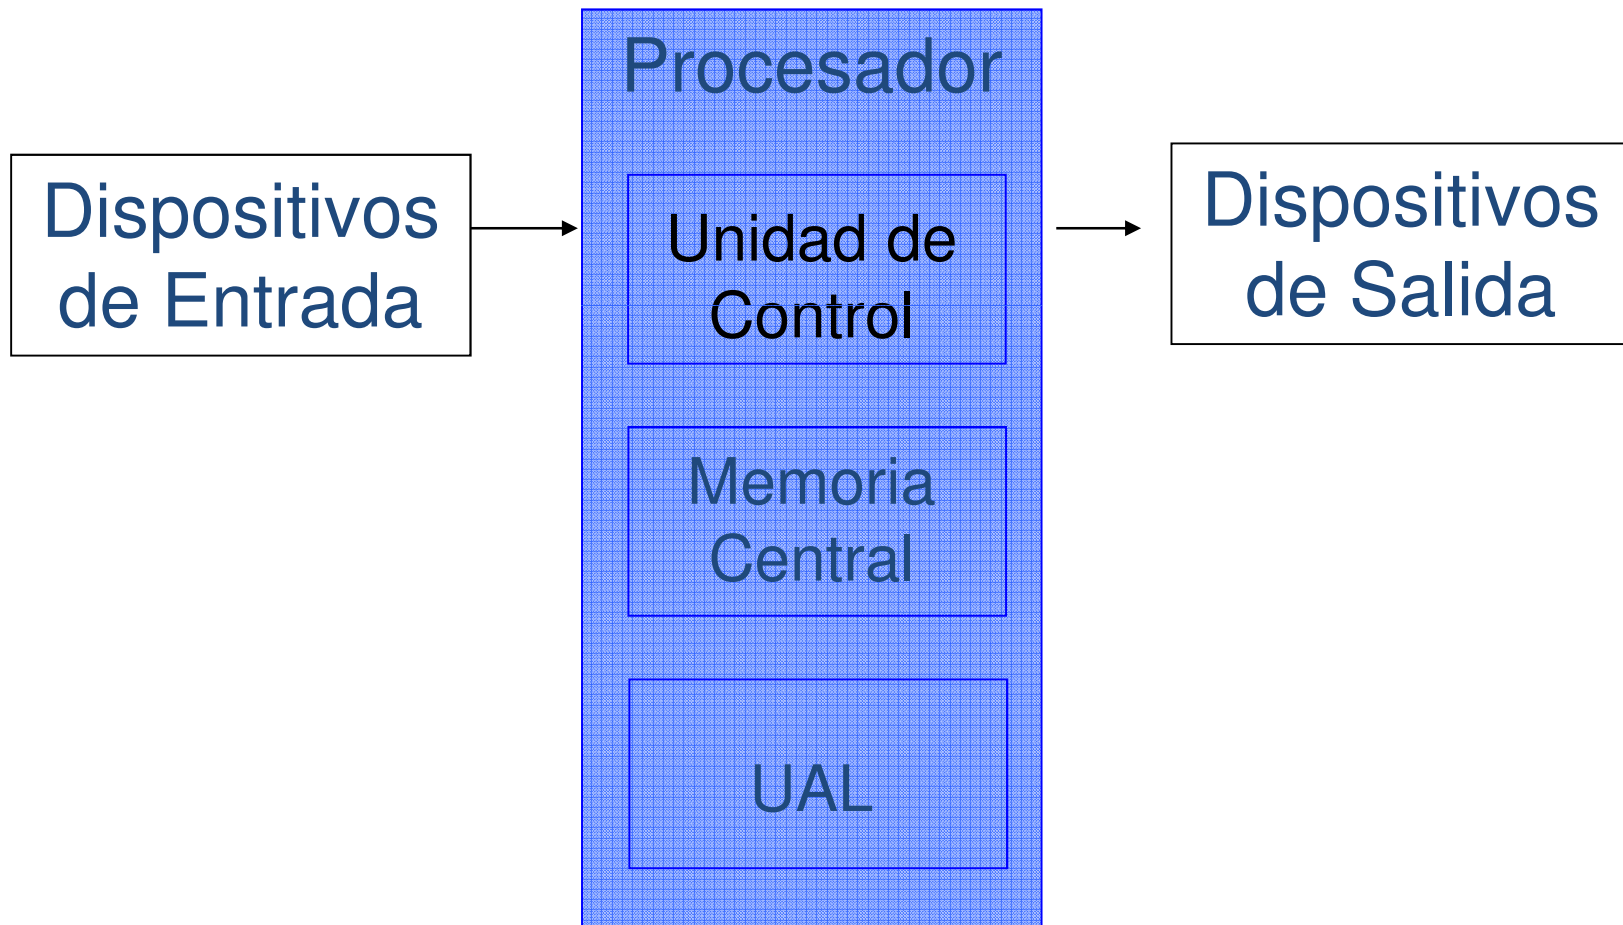 Procesador
Dispositivos
de Entrada
Unidad de
Control
Dispositivos
de Salida
Memoria
Central
UAL